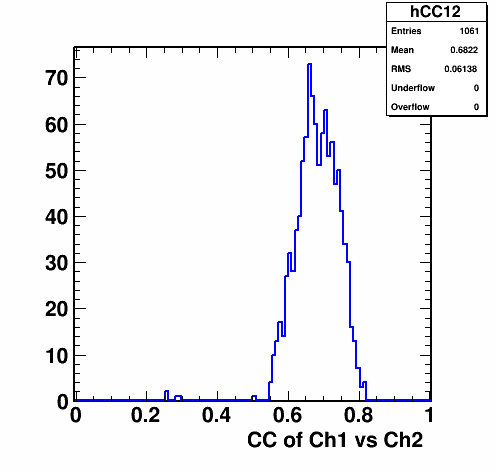 hCC12
Entries 1061
Mean 0.6822
RMS 0.06138
Underflow 0
Overflow 0
70
60
50
40
30
20
10
0
0 0.2 0.4 0.6 0.8 1
CC of Ch1 vs Ch2